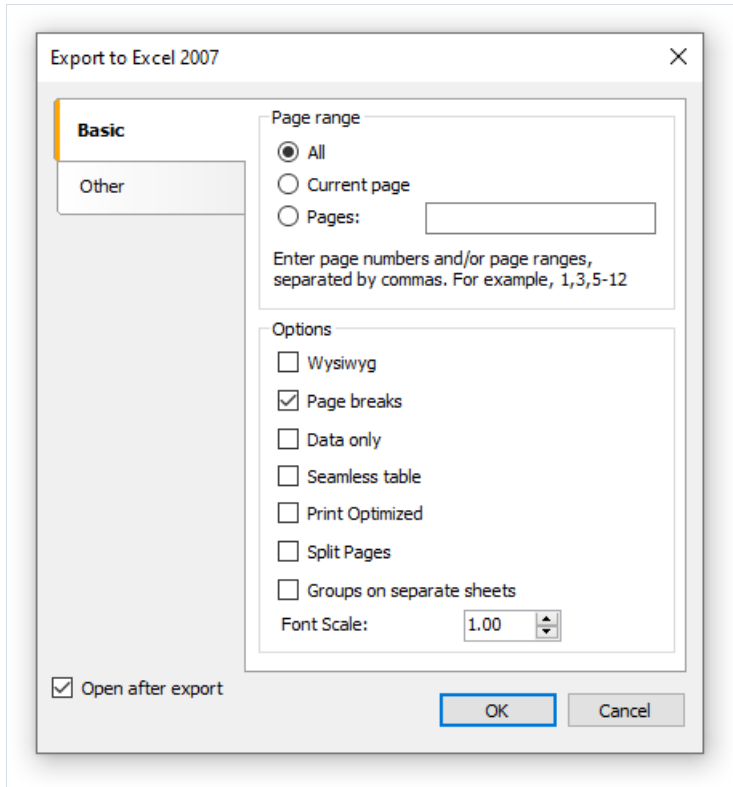 Export to Excel 2007
Basic
Other
Page range
All
Current page
Pages:
Enter page numbers and/or page ranges,
separated by commas. For example, 1,3,5-12
Options
Wysiwyg
Page breaks
Data only
Seamless table
Print Optimized
Split Pages
Groups on separate sheets
Font Scale: 1.00
Open after export
OK Cancel